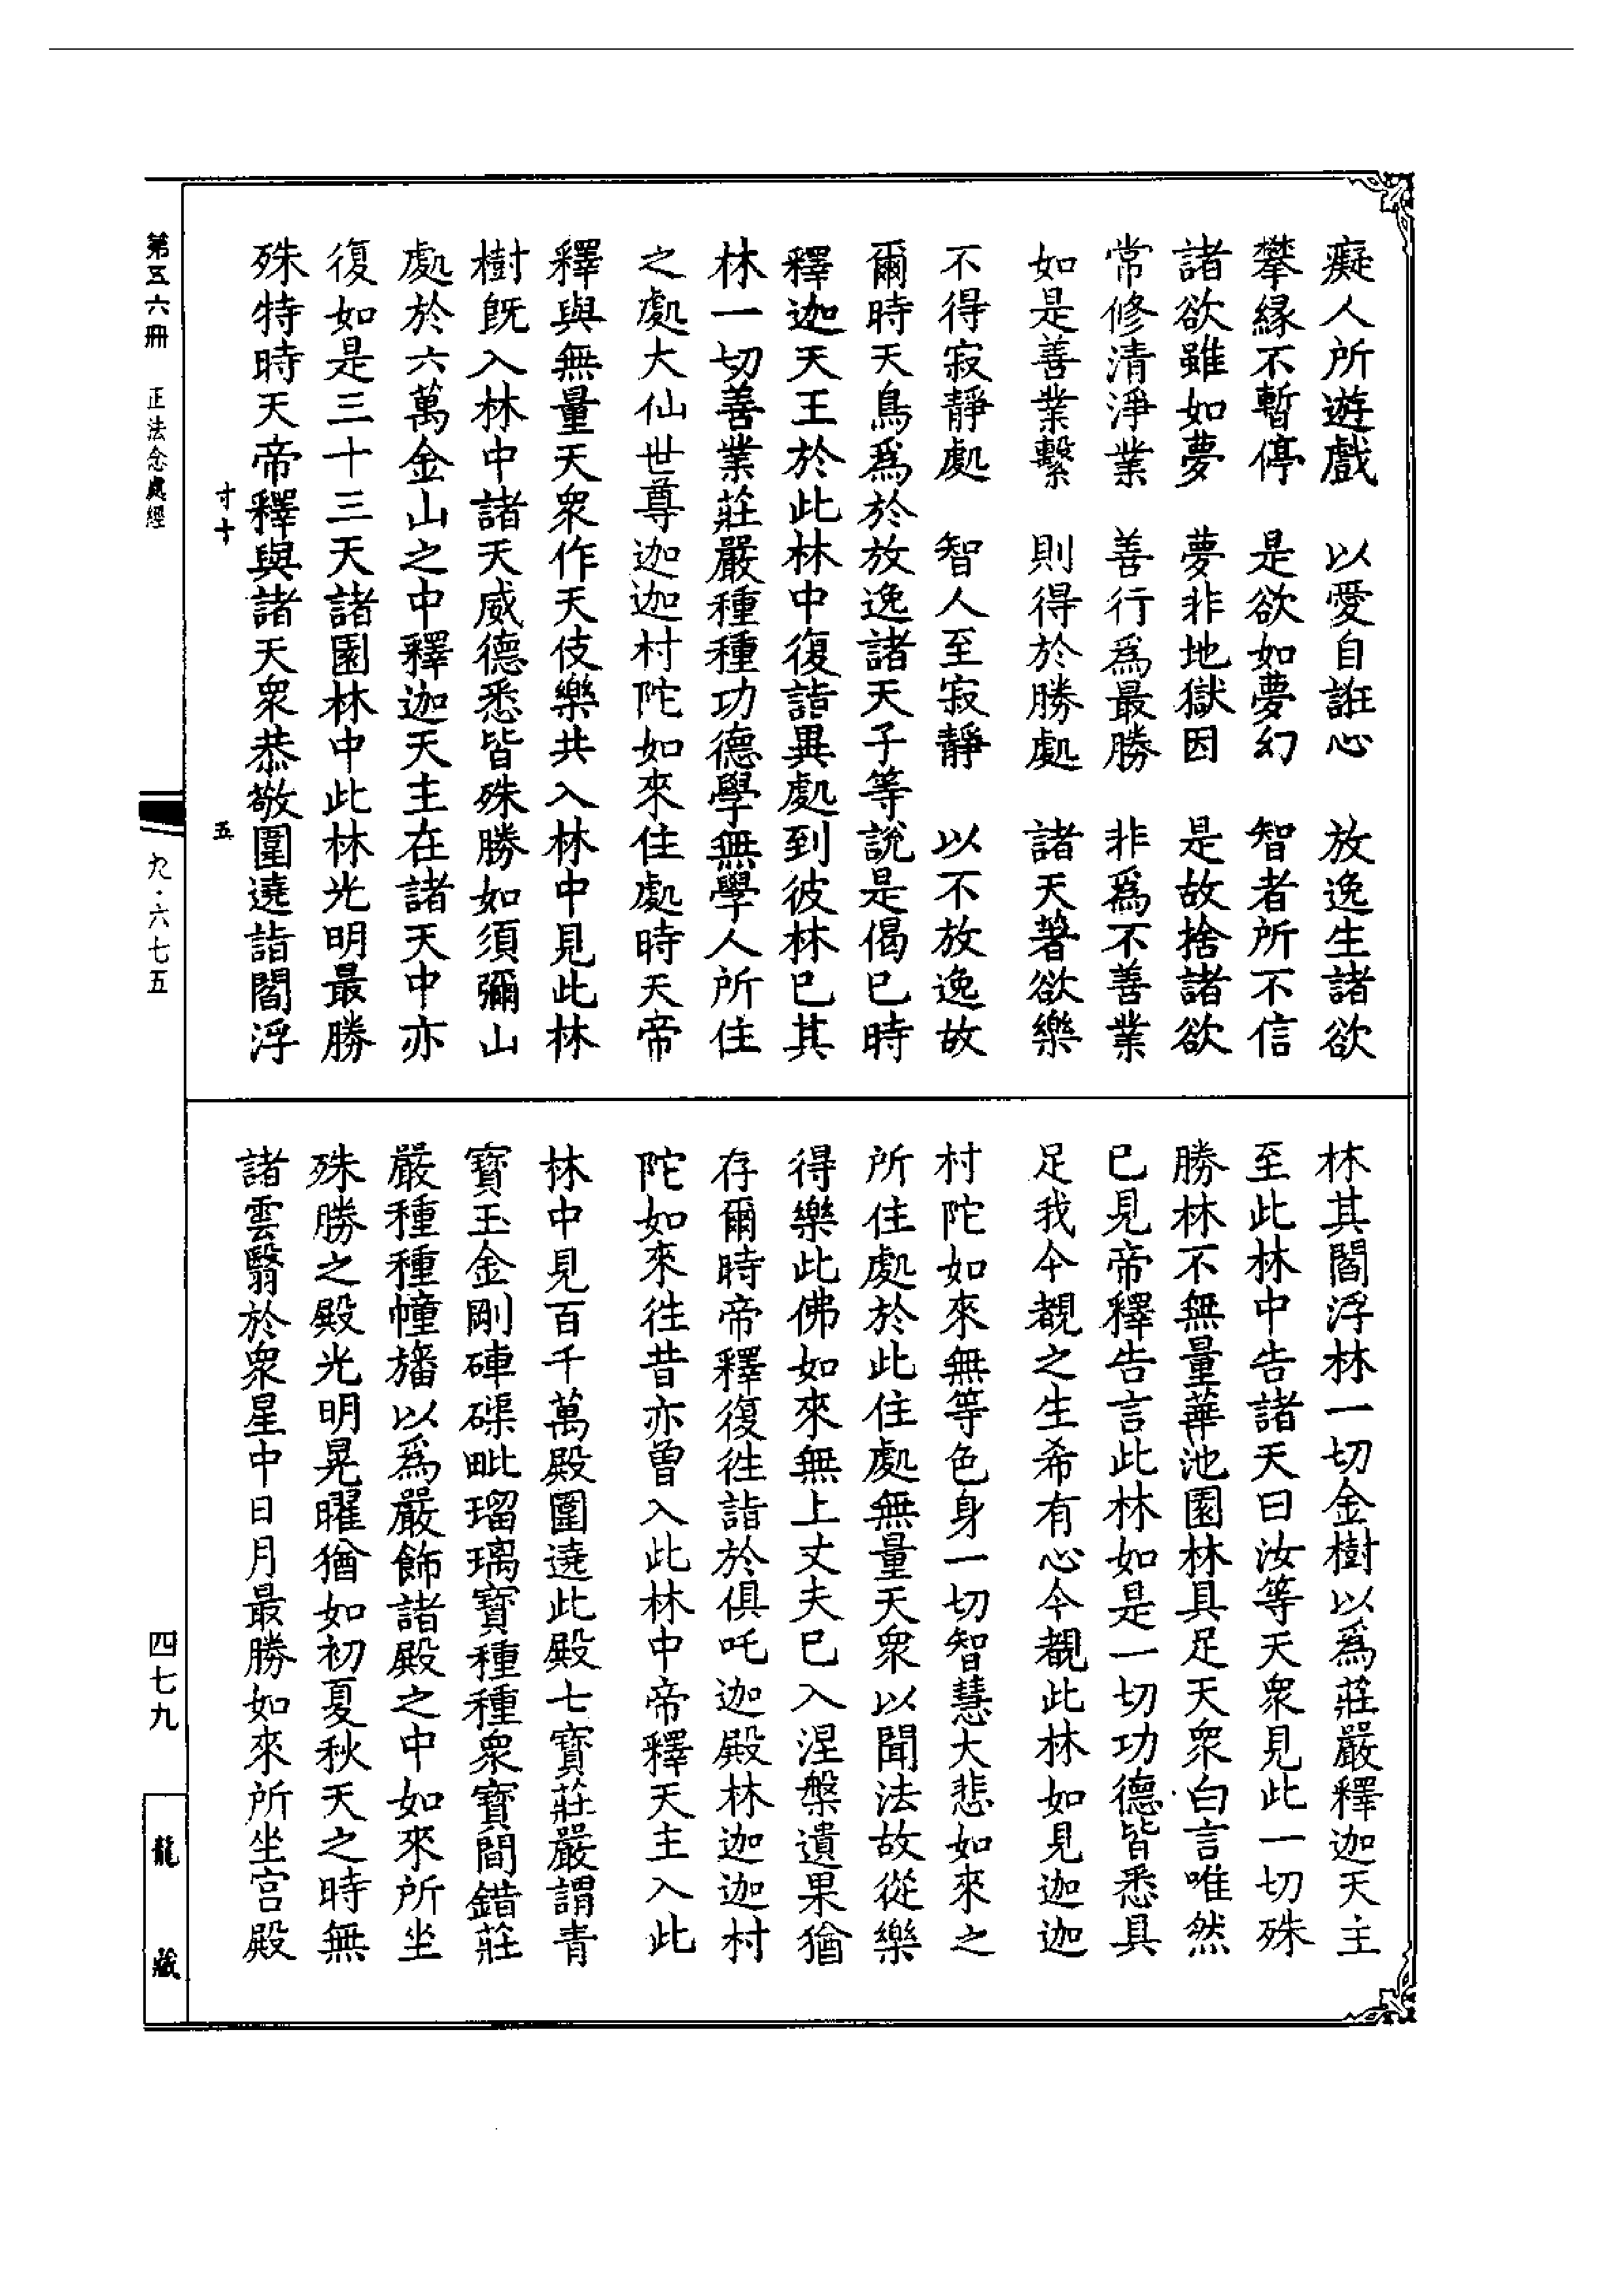 癡人所遊戲　以愛自誑心　放逸生諸欲
攀緣不暫停　是欲如夢幻　智者所不信
諸欲雖如夢　夢非地獄因　是故捨諸欲
常修清淨業　善行爲最勝　非爲不善業
如是善業繫　則得於勝處　諸天著欲樂
不得寂靜處　智人至寂靜　以不放逸故
爾時天鳥爲於放逸諸天子等說是偈已時
釋迦天王於此林中復詣異處到彼林已其
林一切善業莊嚴種種功德學無學人所住
之處大仙世尊迦迦村陀如來住處時天帝
釋與無量天眾作天伎樂共入林中見此林
樹既入林中諸天威德悉皆殊勝如須彌山
處於六萬金山之中釋迦天主在諸天中亦
復如是三十三天諸園林中此林光明最勝
殊特時天帝釋與諸天眾恭敬圍遶詣閻浮
林其閻浮林一切金樹以爲莊嚴釋迦天主
至此林中告諸天曰汝等天眾見此一切殊
勝林不無量華池園林具足天眾白言唯然
已見帝釋告言此林如是一切功德皆悉具
足我今覩之生希有心今覩此林如見迦迦
村陀如來無等色身一切智慧大悲如來之
所住處於此住處無量天眾以聞法故從樂
得樂此佛如來無上丈夫已入涅槃遺果猶
存爾時帝釋復往詣於俱吒迦殿林迦迦村
陀如來往昔亦曾入此林中帝釋天主入此
林中見百千萬殿圍遶此殿七寶莊嚴謂青
寶玉金剛硨磲毗瑠璃寶種種眾寶間錯莊
嚴種種幢旛以爲嚴飾諸殿之中如來所坐
殊勝之殿光明晃曜猶如初夏秋天之時無
諸雲翳於眾星中日月最勝如來所坐宮殿
寸十　五
第五六冊　正法念處經　九・六七五　四七九
龍藏